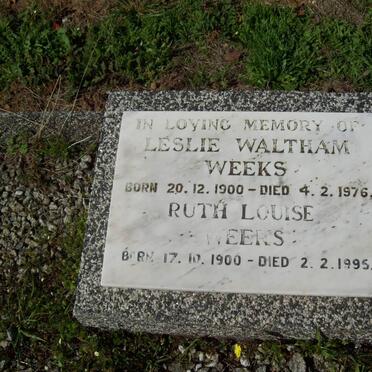 IN LOVING MEMORY OF
LESLIE WALTHAM
WEEKS
BORN 20.12.1900 - DIED 4.2.1976.
RUTH LOUISE
WEEKS
BORN 17.10.1900 - DIED 2.2.1995.